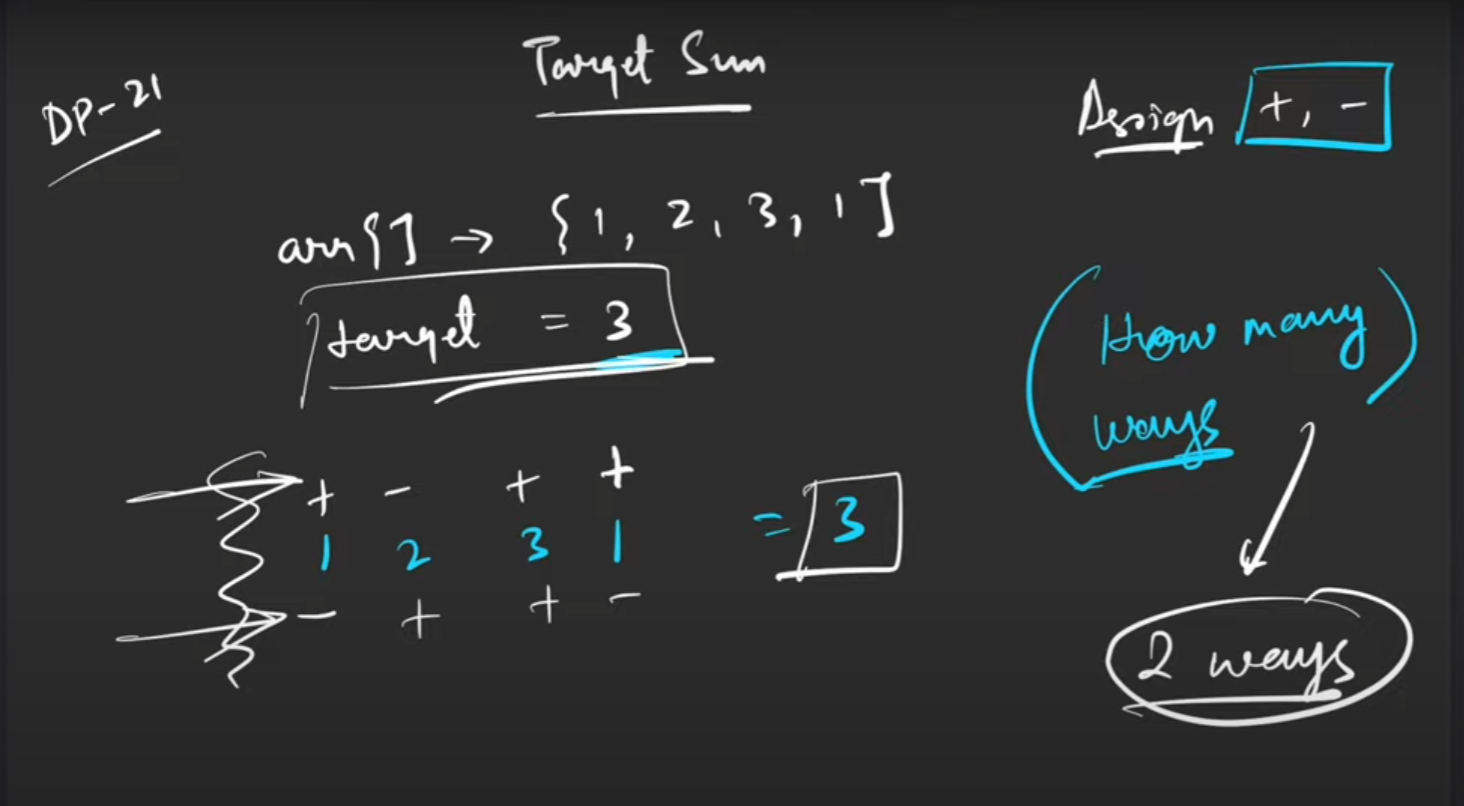 DP-21
Target Sum
Assign +, -
arr[] → {1, 2, 3, 1]
target = 3
How many
ways
+ - + +
1 2 3 1 = 3
- + + -
2 ways